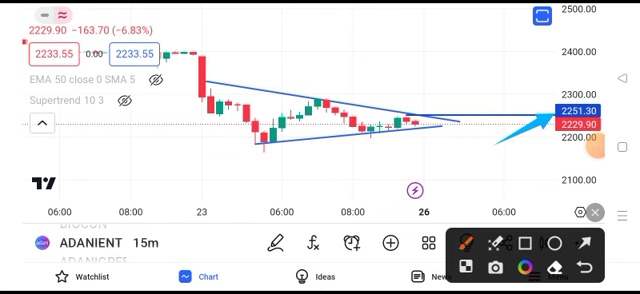 2500.00
2229.90 −163.70 (−6.83%)
2233.55 0.00 2233.55
2400.00
EMA 50 close 0 SMA 5
Supertrend 10 3
2300.00
2251.30
2229.90
2200.00
2100.00
06:00 08:00 23 06:00 08:00 26 06:00
ADANIENT 15m
Watchlist Chart Ideas News Menu